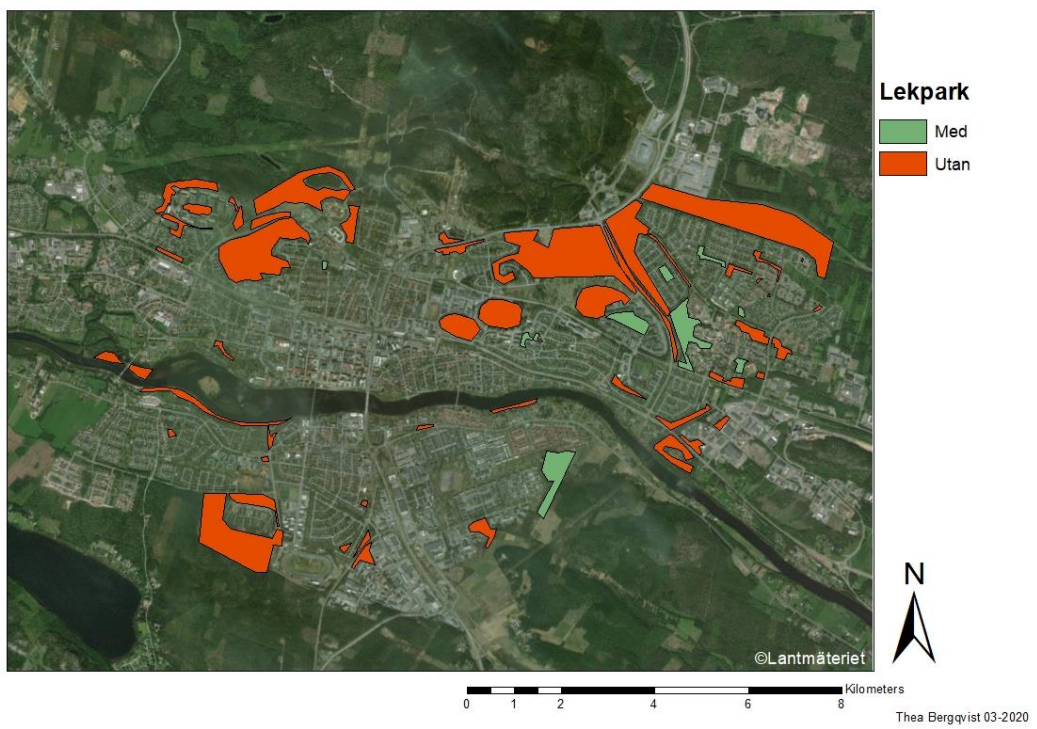 Lekpark
Med
Utan
N
©Lantmäteriet
Kilometers
0 1 2 4 6 8
Thea Bergqvist 03-2020